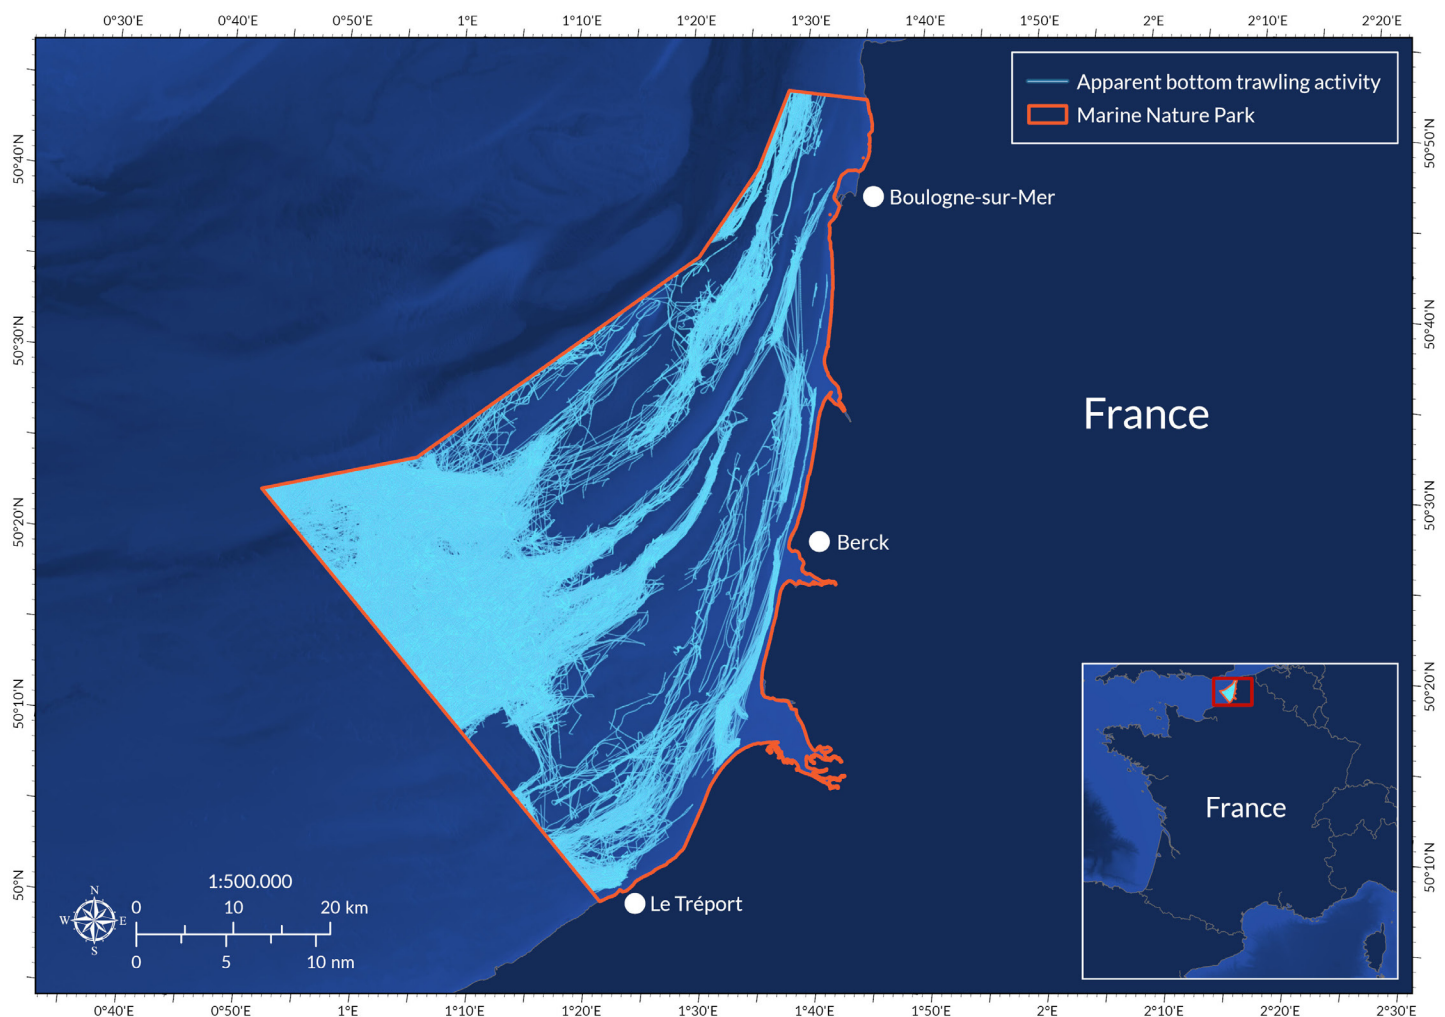 0°30'E 0°40'E 0°50'E 1°E 1°10'E 1°20'E 1°30'E 1°40'E 1°50'E 2°E 2°10'E 2°20'E
Apparent bottom trawling activity
Marine Nature Park
50°40'N
50°30'N
50°20'N
50°10'N
50°N
50°50'N
50°40'N
50°30'N
50°20'N
50°10'N
Boulogne-sur-Mer
France
Berck
France
Le Tréport
N
W E
S
1:500.000
0 10 20 km
0 5 10 nm
0°40'E 0°50'E 1°E 1°10'E 1°20'E 1°30'E 1°40'E 1°50'E 2°E 2°10'E 2°20'E 2°30'E